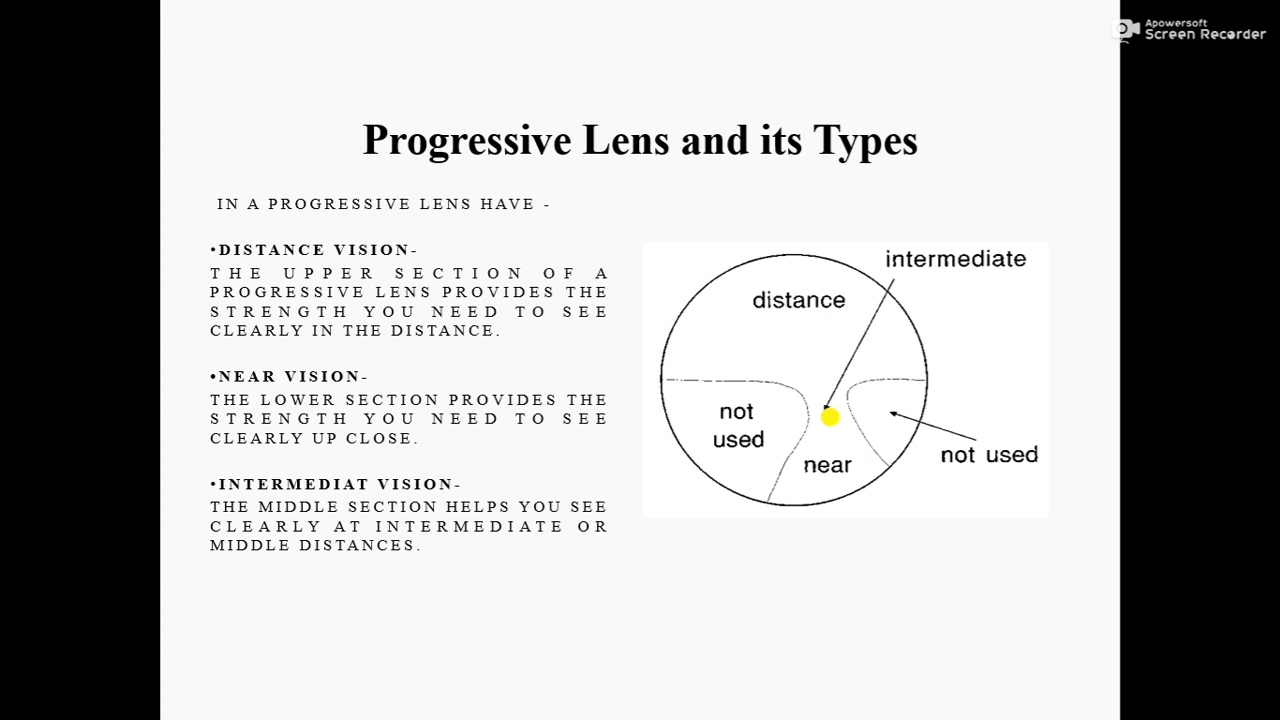 Apowersoft
Screen Recorder
Progressive Lens and its Types
IN A PROGRESSIVE LENS HAVE -
•DISTANCE VISION-
THE UPPER SECTION OF A
PROGRESSIVE LENS PROVIDES THE
STRENGTH YOU NEED TO SEE
CLEARLY IN THE DISTANCE.
•NEAR VISION-
THE LOWER SECTION PROVIDES THE
STRENGTH YOU NEED TO SEE
CLEARLY UP CLOSE.
•INTERMEDIAT VISION-
THE MIDDLE SECTION HELPS YOU SEE
CLEARLY AT INTERMEDIATE OR
MIDDLE DISTANCES.
intermediate
distance
not
used
near
not used